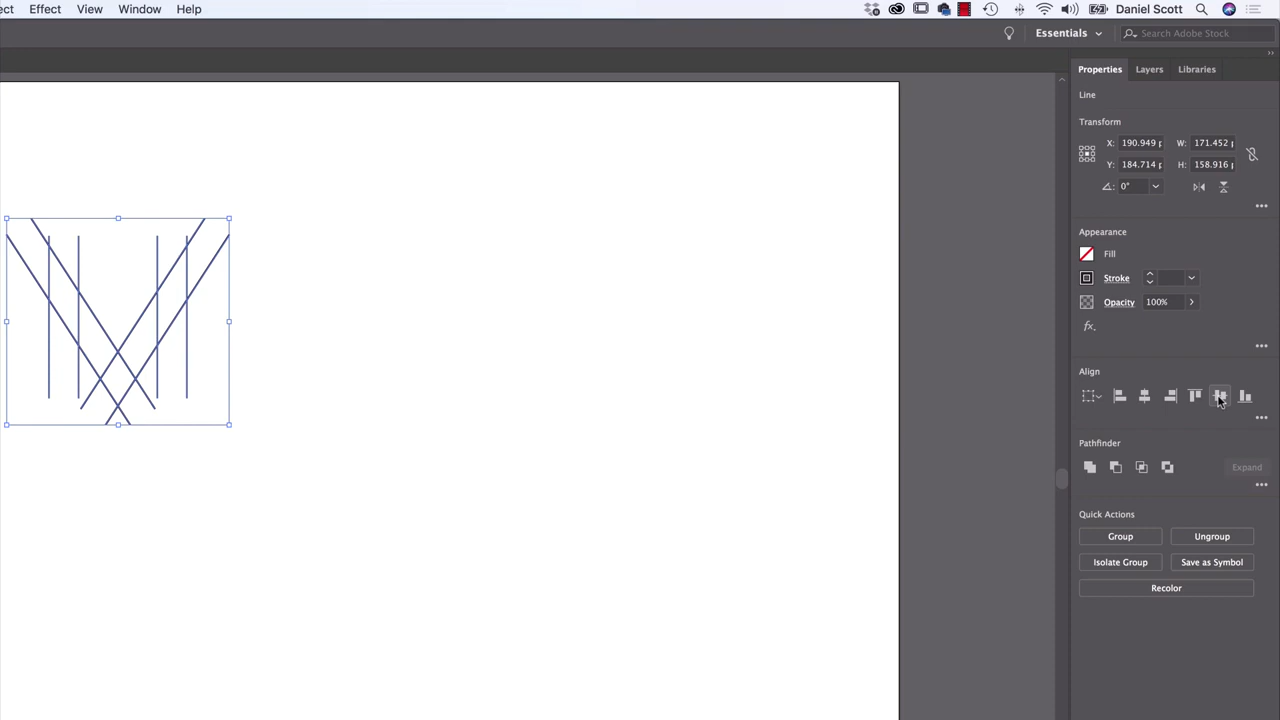 ect Effect View Window Help Daniel Scott
Essentials Search Adobe Stock
Properties Layers Libraries
Line
Transform
X: 190.949 p W: 171.452 p
Y: 184.714 p H: 158.916 p
0°
Appearance
Fill
Stroke
Opacity 100%
fx.
Align
Pathfinder
Expand
Quick Actions
Group Ungroup
Isolate Group Save as Symbol
Recolor